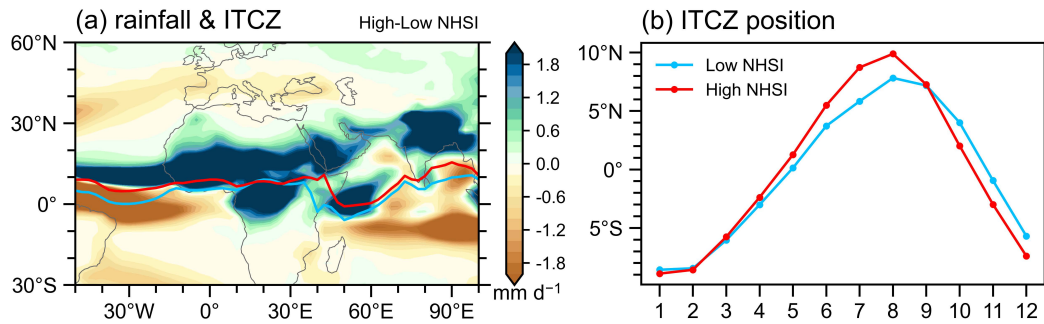 (a) rainfall & ITCZ
High-Low NHSI
60°N
30°N
0°
30°S
30°W
0°
30°E
60°E
90°E
1.8
1.2
0.6
0.0
-0.6
-1.2
-1.8
mm d⁻¹
(b) ITCZ position
10°N
5°N
0°
5°S
Low NHSI
High NHSI
1 2 3 4 5 6 7 8 9 10 11 12